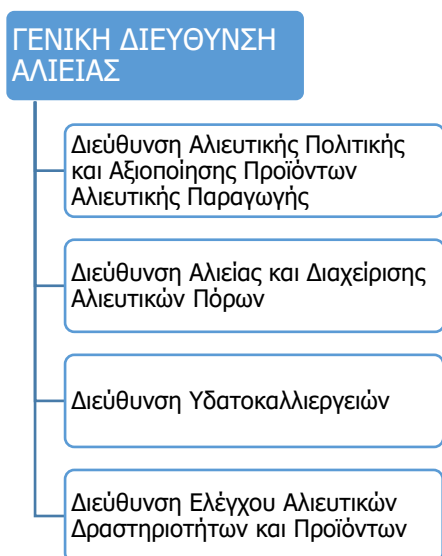 ΓΕΝΙΚΗ ΔΙΕΥΘΥΝΣΗ
ΑΛΙΕΙΑΣ
Διεύθυνση Αλιευτικής Πολιτικής
και Αξιοποίησης Προϊόντων
Αλιευτικής Παραγωγής
Διεύθυνση Αλιείας και Διαχείρισης
Αλιευτικών Πόρων
Διεύθυνση Υδατοκαλλιεργειών
Διεύθυνση Ελέγχου Αλιευτικών
Δραστηριοτήτων και Προϊόντων